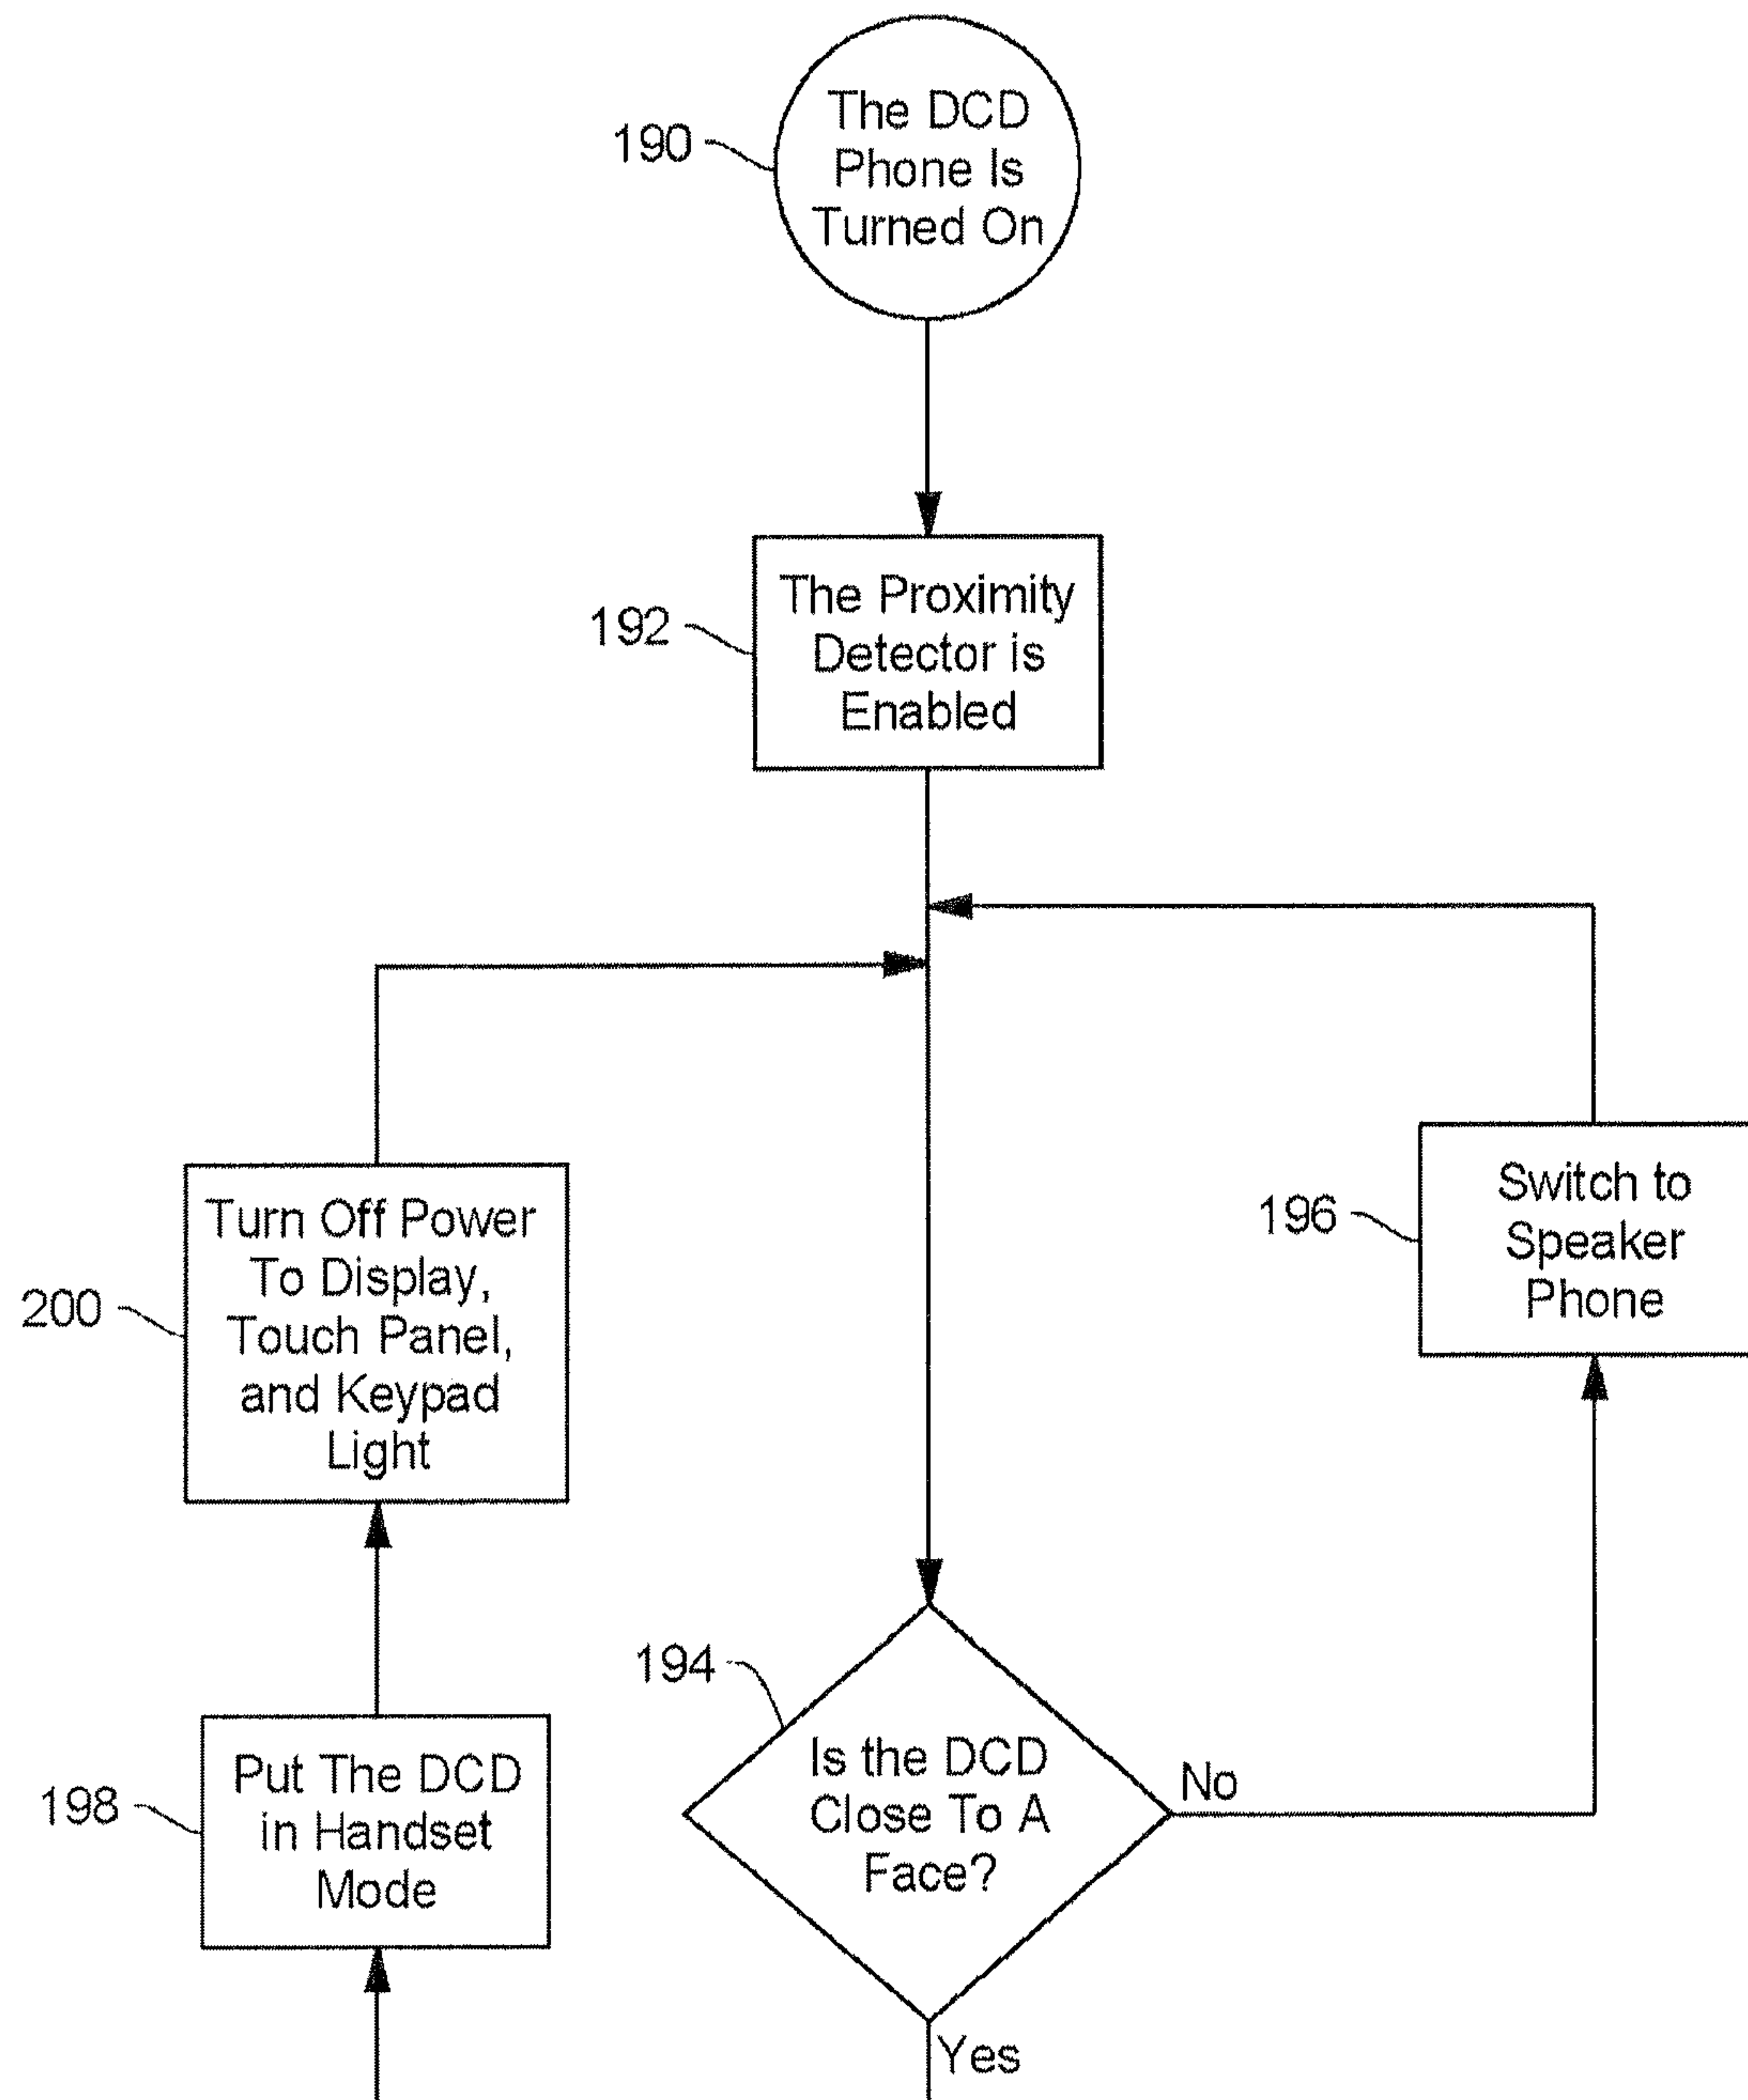 190
The DCD
Phone Is
Turned On
192
The Proximity
Detector is
Enabled
200
Turn Off Power
To Display,
Touch Panel,
and Keypad
Light
196
Switch to
Speaker
Phone
194
Is the DCD
Close To A
Face?
No
198
Put The DCD
in Handset
Mode
Yes